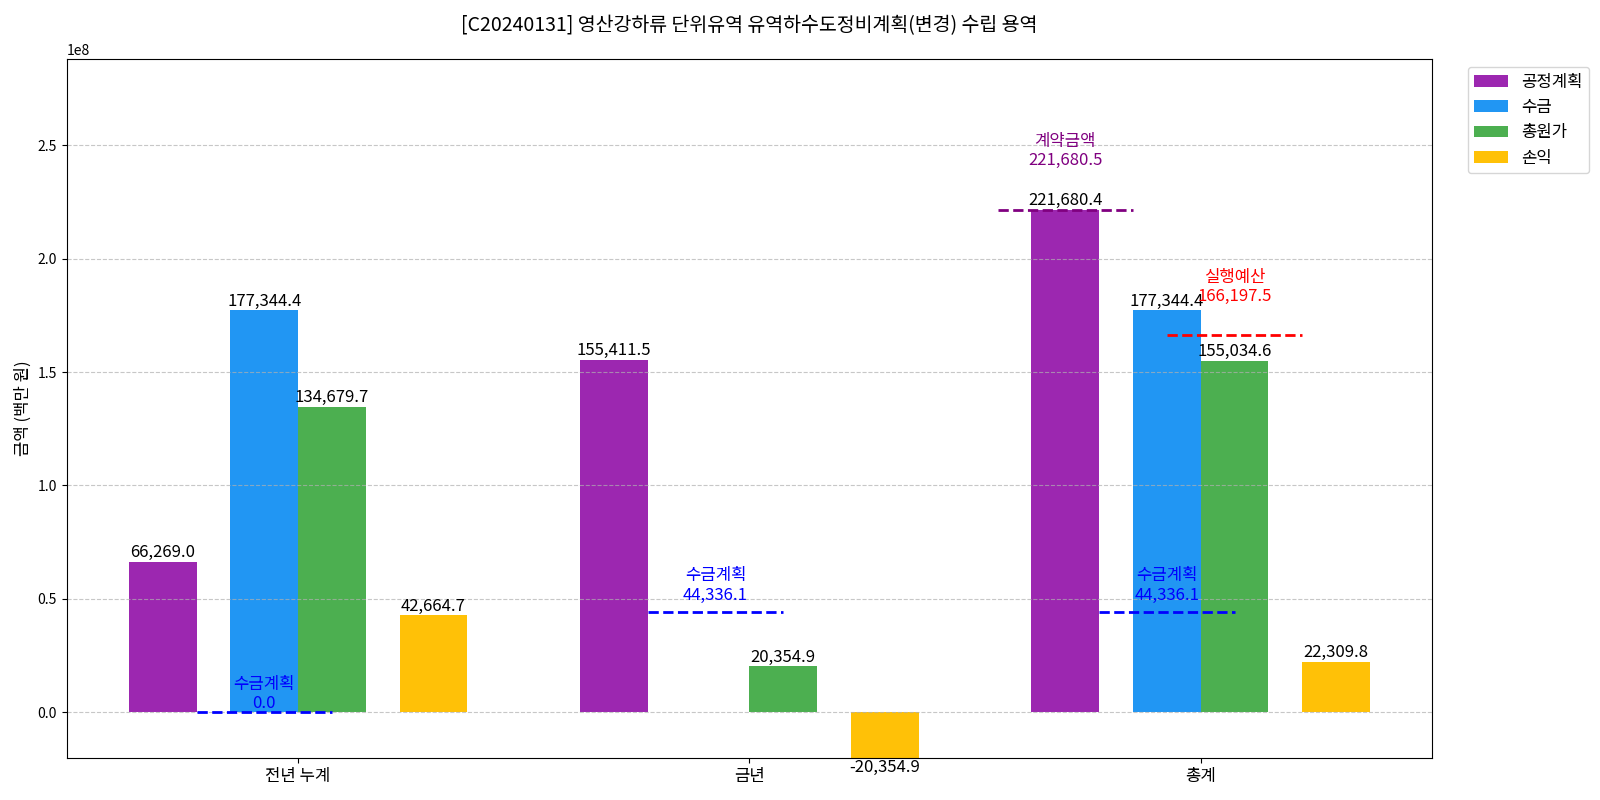 [C20240131] 영산강하류 단위유역 유역하수도정비계획(변경) 수립 용역
1e8
공정계획
수금
총원가
손익
금액 (백만 원)
2.5
2.0
1.5
1.0
0.5
0.0
66,269.0
177,344.4
134,679.7
42,664.7
수금계획
0.0
155,411.5
수금계획
44,336.1
20,354.9
-20,354.9
계약금액
221,680.5
221,680.4
실행예산
166,197.5
177,344.4
155,034.6
수금계획
44,336.1
22,309.8
전년 누계
금년
총계